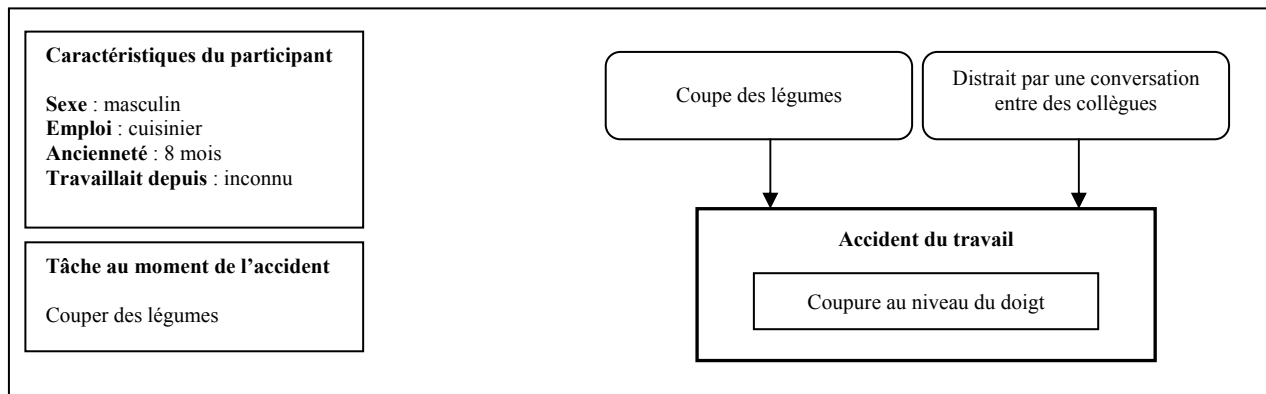 Caractéristiques du participant
Sexe : masculin
Emploi : cuisinier
Ancienneté : 8 mois
Travaillait depuis : inconnu
Tâche au moment de l’accident
Couper des légumes
Coupe des légumes
Distrait par une conversation
entre des collègues
Accident du travail
Coupure au niveau du doigt